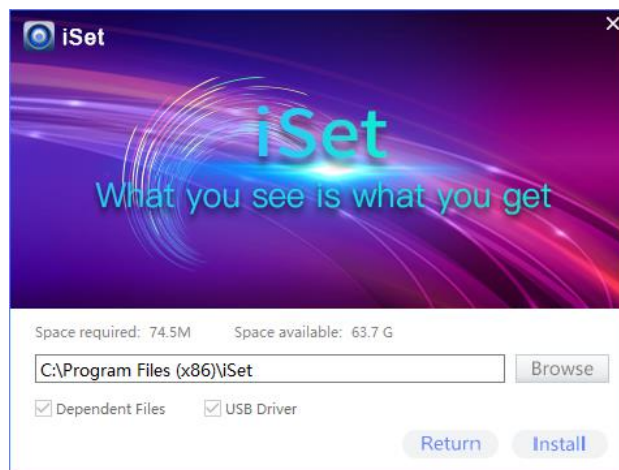 iSet
iSet
What you see is what you get
Space required: 74.5M Space available: 63.7 G
C:\Program Files (x86)\iSet Browse
Dependent Files USB Driver
Return Install